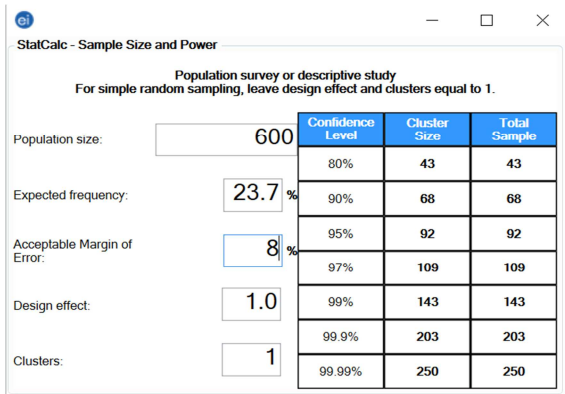 ei
StatCalc - Sample Size and Power
Population survey or descriptive study
For simple random sampling, leave design effect and clusters equal to 1.
Population size: 600
Expected frequency: 23.7 %
Acceptable Margin of
Error: 8 %
Design effect: 1.0
Clusters: 1
Confidence Level Cluster Size Total Sample
80% 43 43
90% 68 68
95% 92 92
97% 109 109
99% 143 143
99.9% 203 203
99.99% 250 250